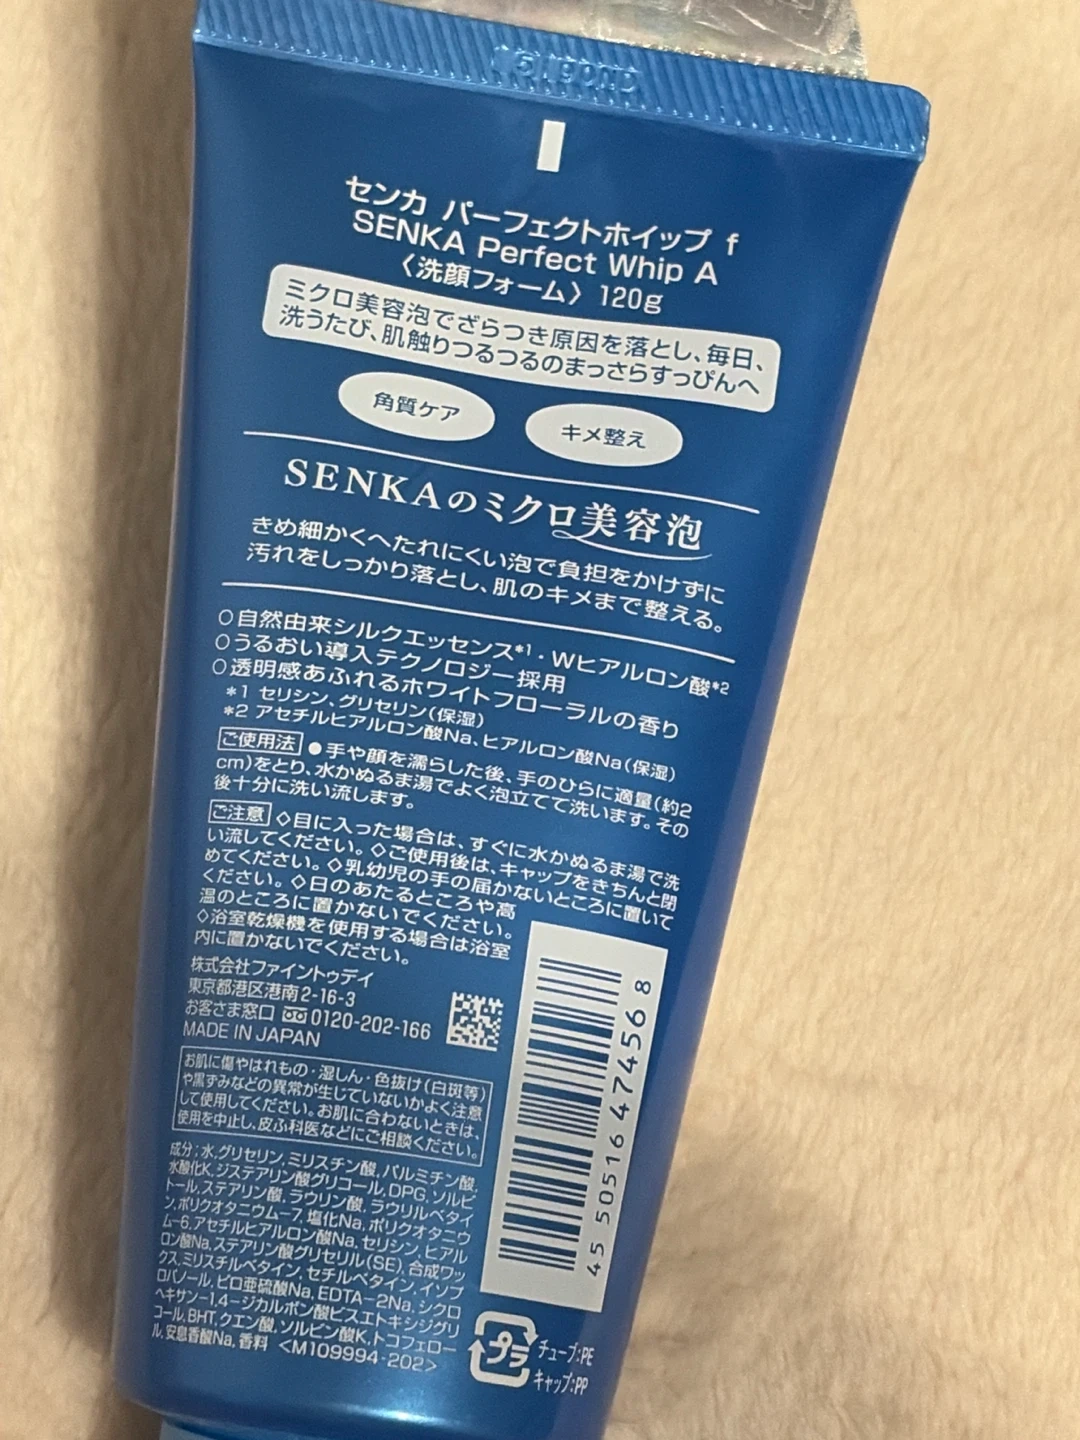 センカ パーフェクトホイップ f
SENKA Perfect Whip A
〈洗顔フォーム〉 120g
ミクロ美容泡でざらつき原因を落とし、毎日、
洗うたび、肌触りつるつるのまっさらすっぴんへ
角質ケア
キメ整え
SENKAのミクロ美容泡
きめ細かくへたれにくい泡で負担をかけずに
汚れをしっかり落とし、肌のキメまで整える。
○自然由来シルクエッセンス*1・Wヒアルロン酸*2
○うるおい導入テクノロジー採用
○透明感あふれるホワイトフローラルの香り
*1 セリシン、グリセリン(保湿)
*2 アセチルヒアルロン酸Na、ヒアルロン酸Na(保湿)
ご使用法 ●手や顔を濡らした後、手のひらに適量(約2
cm)をとり、水かぬるま湯でよく泡立てて洗います。その
後十分に洗い流します。
ご注意 ◇目に入った場合は、すぐに水かぬるま湯で洗
い流してください。◇ご使用後は、キャップをきちんと閉
めてください。◇乳幼児の手の届かないところに置いて
ください。◇日のあたるところや高
温のところに置かないでください。
◇浴室乾燥機を使用する場合は浴室
内に置かないでください。
株式会社ファイントゥデイ
東京都港区港南2-16-3
お客さま窓口 0120-202-166
MADE IN JAPAN
お肌に傷やはれもの・湿しん・色抜け(白斑等)
や黒ずみなどの異常が生じていないかよく注意
して使用してください。お肌に合わないときは、
使用を中止し、皮ふ科医などにご相談ください。
成分：水,グリセリン,ミリスチン酸,パルミチン酸,
水酸化K,ジステアリン酸グリコール,DPG,ソルビ
トール,ステアリン酸,ラウリン酸,ラウリルベタイ
ン,ポリクオタニウム-7,塩化Na,ポリクオタニウ
ム-6,アセチルヒアルロン酸Na,セリシン,ヒアル
ロン酸Na,ステアリン酸グリセリル(SE),合成ワッ
クス,ミリスチルベタイン,セチルベタイン,イソプ
ロパノール,ピロ亜硫酸Na,EDTA-2Na,シクロ
ヘキサン-1,4-ジカルボン酸ビスエトキシジグリ
コール,BHT,クエン酸,ソルビン酸K,トコフェロー
ル,安息香酸Na,香料 <M109994-202>
45 50516 474568
プラ
チューブ:PE
キャップ:PP